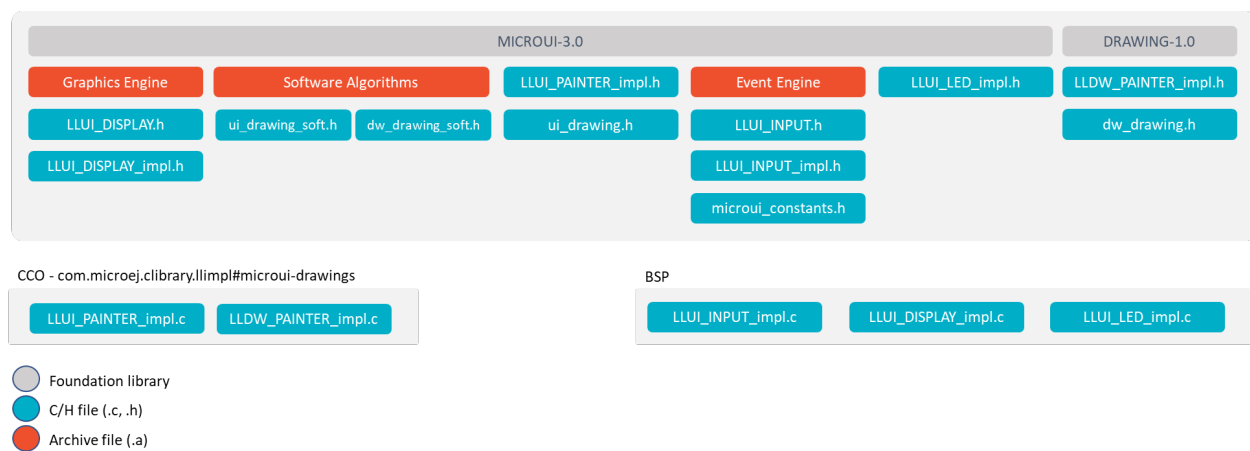 MICROUI-3.0
DRAWING-1.0
Graphics Engine
Software Algorithms
LLUI_PAINTER_impl.h
Event Engine
LLUI_LED_impl.h
LLDW_PAINTER_impl.h
LLUI_DISPLAY.h
ui_drawing_soft.h
dw_drawing_soft.h
ui_drawing.h
LLUI_INPUT.h
dw_drawing.h
LLUI_DISPLAY_impl.h
LLUI_INPUT_impl.h
microui_constants.h
CCO - com.microej.clibrary.llimpl#microui-drawings
LLUI_PAINTER_impl.c
LLDW_PAINTER_impl.c
BSP
LLUI_INPUT_impl.c
LLUI_DISPLAY_impl.c
LLUI_LED_impl.c
Foundation library
C/H file (.c, .h)
Archive file (.a)